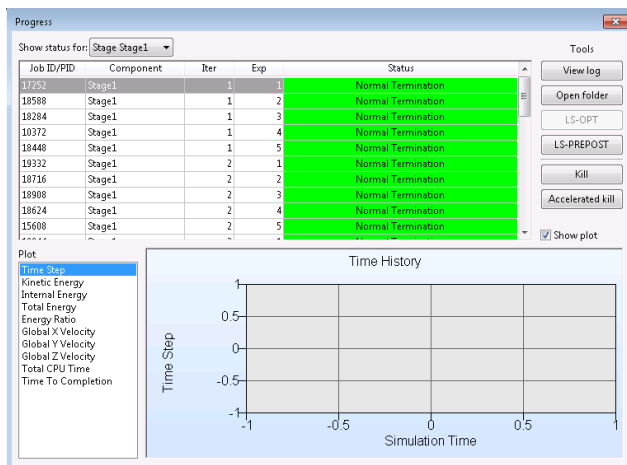 Progress
Show status for: Stage Stage1
Tools
Job ID/PID Component Iter Exp Status
17252 Stage1 1 1 Normal Termination
18588 Stage1 1 2 Normal Termination
18284 Stage1 1 3 Normal Termination
10372 Stage1 1 4 Normal Termination
18448 Stage1 1 5 Normal Termination
19332 Stage1 2 1 Normal Termination
18716 Stage1 2 2 Normal Termination
18908 Stage1 2 3 Normal Termination
18624 Stage1 2 4 Normal Termination
15608 Stage1 2 5 Normal Termination
View log
Open folder
LS-OPT
LS-PREPOST
Kill
Accelerated kill
Show plot
Plot
Time Step
Kinetic Energy
Internal Energy
Total Energy
Energy Ratio
Global X Velocity
Global Y Velocity
Global Z Velocity
Total CPU Time
Time To Completion
Time History
Time Step
1
0.5
0
-0.5
-1
-1 -0.5 0 0.5 1
Simulation Time